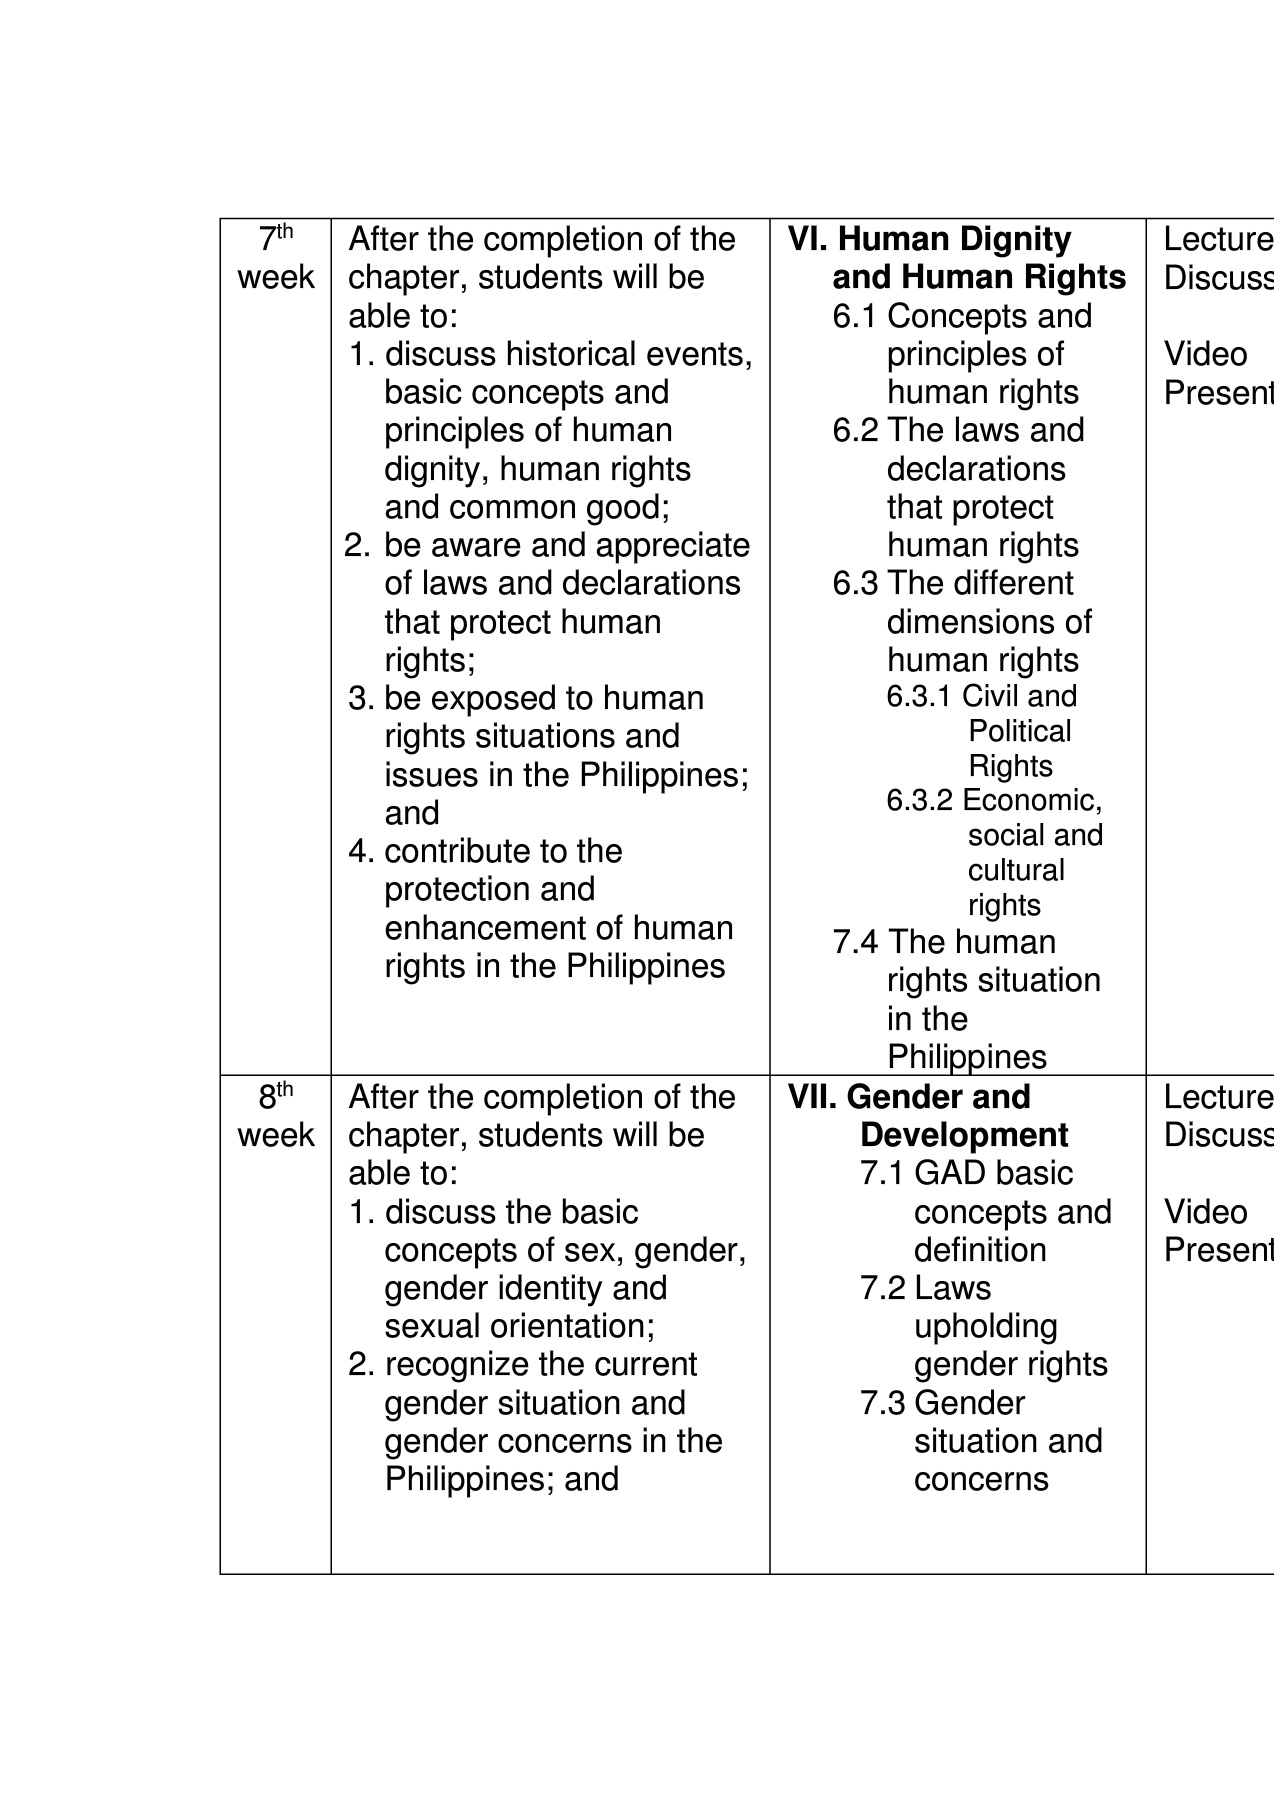 7th
week
After the completion of the
chapter, students will be
able to:
1. discuss historical events,
basic concepts and
principles of human
dignity, human rights
and common good;
2. be aware and appreciate
of laws and declarations
that protect human
rights;
3. be exposed to human
rights situations and
issues in the Philippines;
and
4. contribute to the
protection and
enhancement of human
rights in the Philippines
VI. Human Dignity
and Human Rights
6.1 Concepts and
principles of
human rights
6.2 The laws and
declarations
that protect
human rights
6.3 The different
dimensions of
human rights
6.3.1 Civil and
Political
Rights
6.3.2 Economic,
social and
cultural
rights
7.4 The human
rights situation
in the
Philippines
Lecture
Discuss
Video
Present
8th
week
After the completion of the
chapter, students will be
able to:
1. discuss the basic
concepts of sex, gender,
gender identity and
sexual orientation;
2. recognize the current
gender situation and
gender concerns in the
Philippines; and
VII. Gender and
Development
7.1 GAD basic
concepts and
definition
7.2 Laws
upholding
gender rights
7.3 Gender
situation and
concerns
Lecture
Discuss
Video
Present